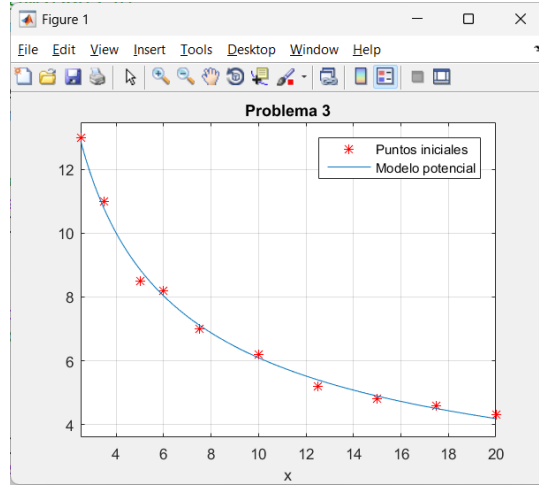 Figure 1
File Edit View Insert Tools Desktop Window Help
Problema 3
Puntos iniciales
Modelo potencial
12
10
8
6
4
4 6 8 10 12 14 16 18 20
x